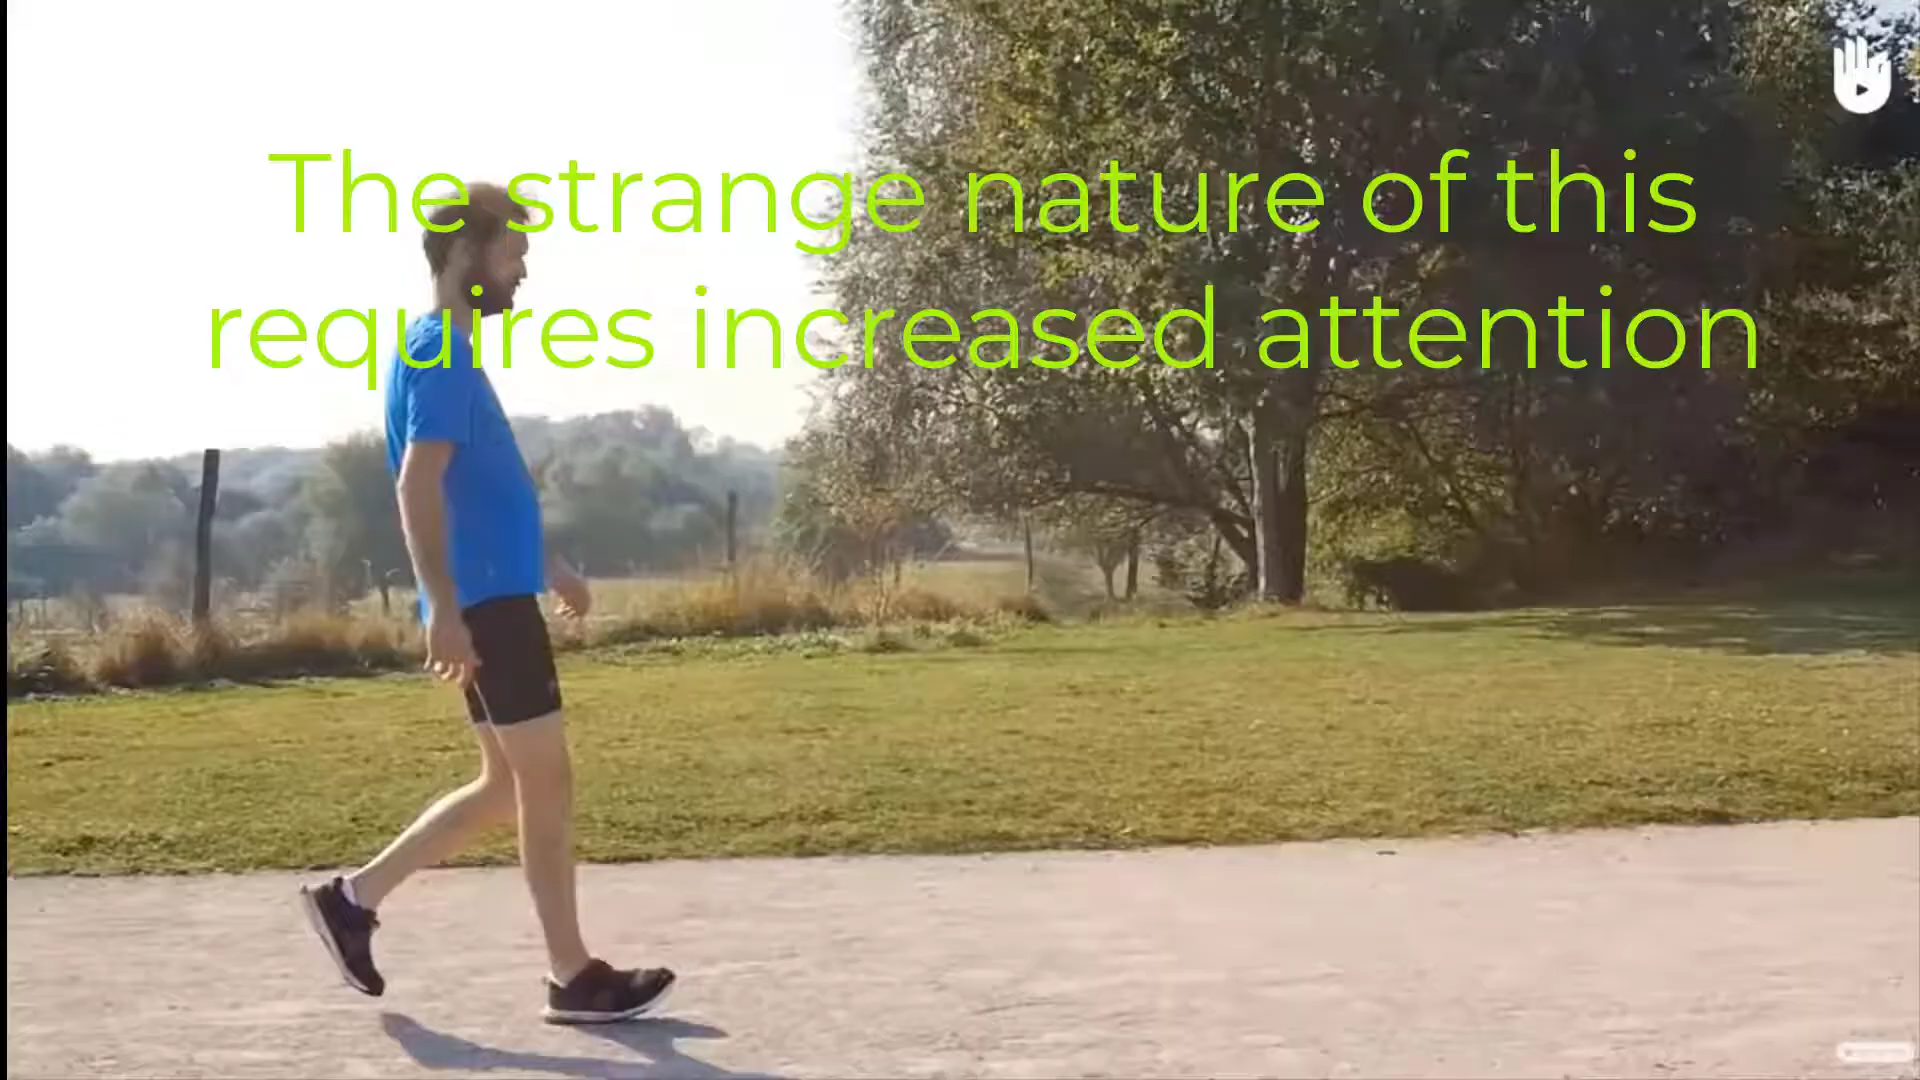 The strange nature of this
requires increased attention